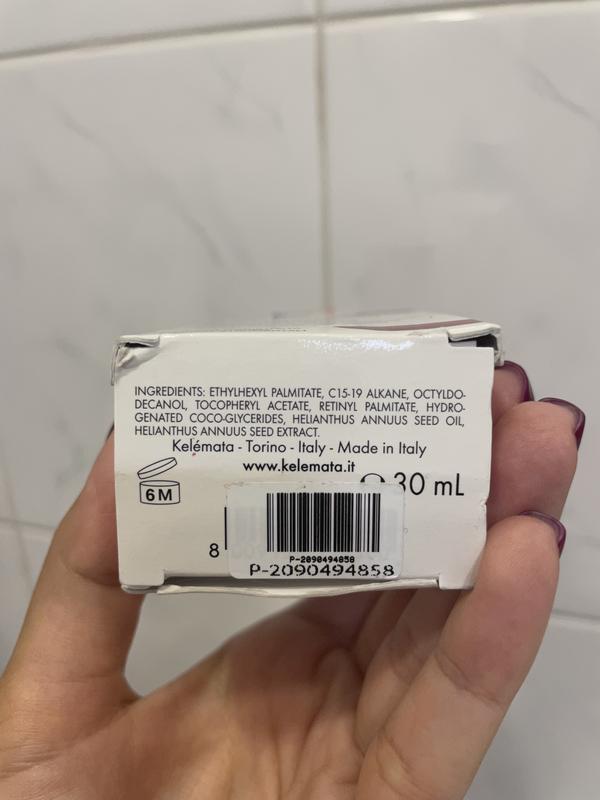 INGREDIENTS: ETHYLHEXYL PALMITATE, C15-19 ALKANE, OCTYLDO-
DECANOL, TOCOPHERYL ACETATE, RETINYL PALMITATE, HYDRO-
GENATED COCO-GLYCERIDES, HELIANTHUS ANNUUS SEED OIL,
HELIANTHUS ANNUUS SEED EXTRACT.
Kelémata - Torino - Italy - Made in Italy
www.kelemata.it
6M
30 mL
8
P-2090494858
P-2090494858